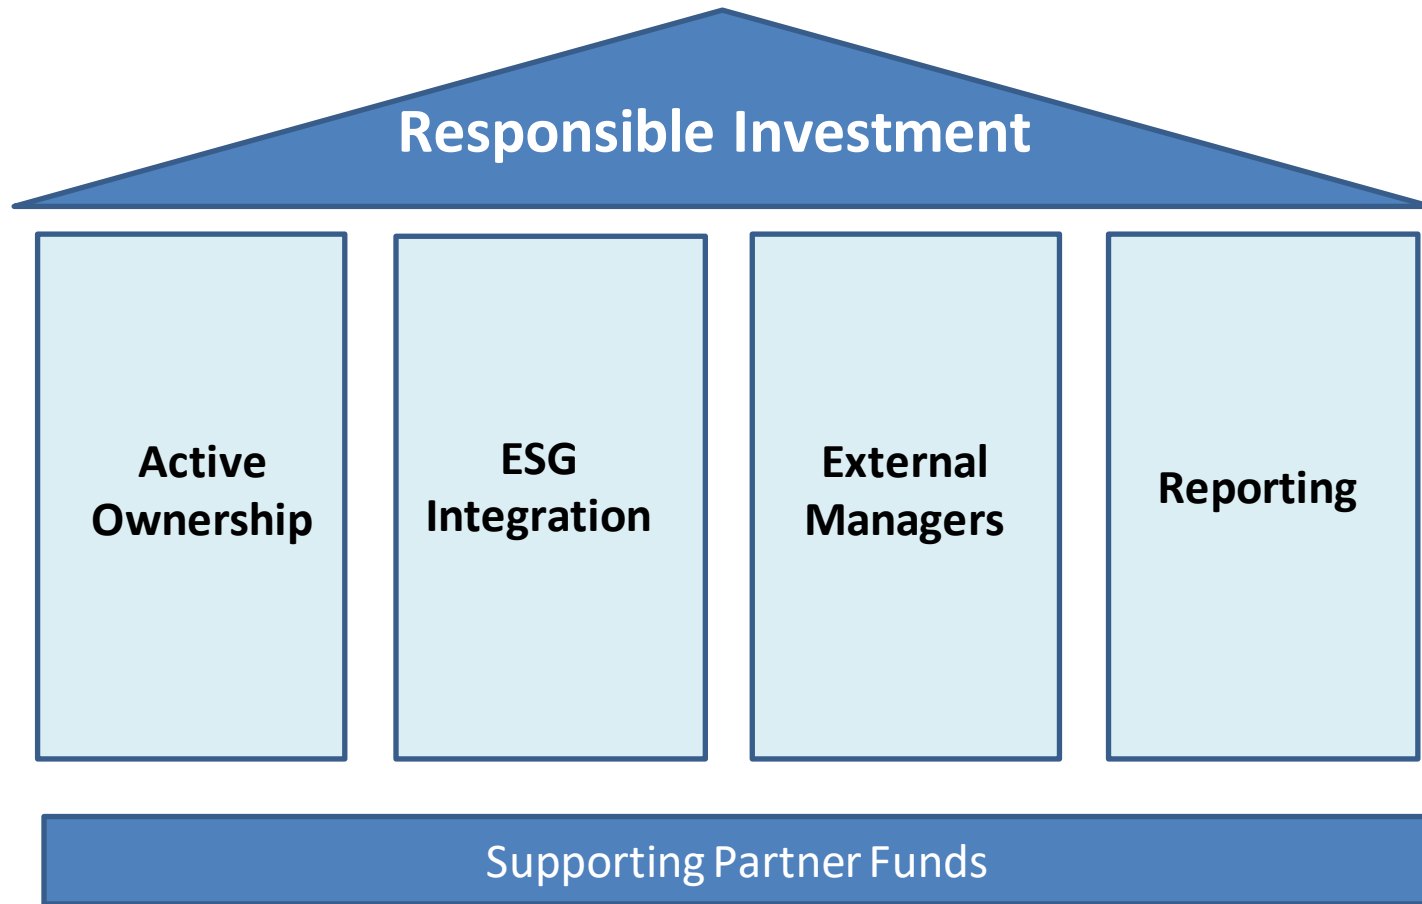 Responsible Investment
Active
Ownership
ESG
Integration
External
Managers
Reporting
Supporting Partner Funds